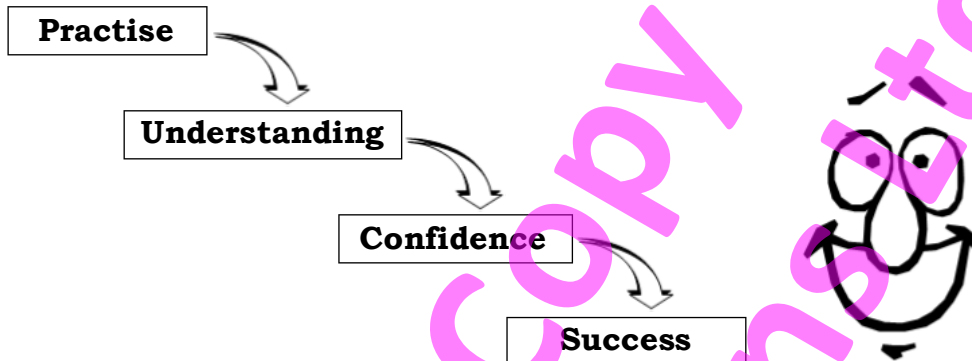 Practise
Understanding
Confidence
Success
Copy